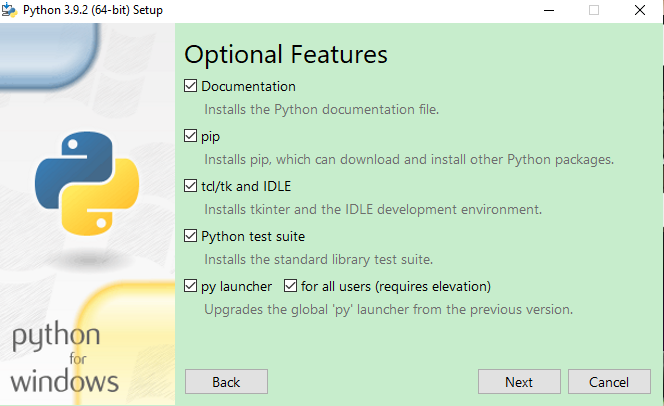 Python 3.9.2 (64-bit) Setup
Optional Features
Documentation
Installs the Python documentation file.
pip
Installs pip, which can download and install other Python packages.
tcl/tk and IDLE
Installs tkinter and the IDLE development environment.
Python test suite
Installs the standard library test suite.
py launcher for all users (requires elevation)
Upgrades the global 'py' launcher from the previous version.
python
for
windows
Back Next Cancel